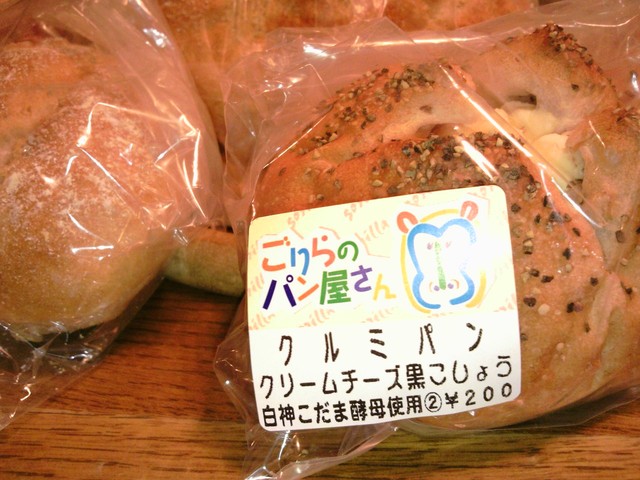 ごりらの
パン屋さん
クルミパン
クリームチーズ黒こしょう
白神こだま酵母使用②¥200